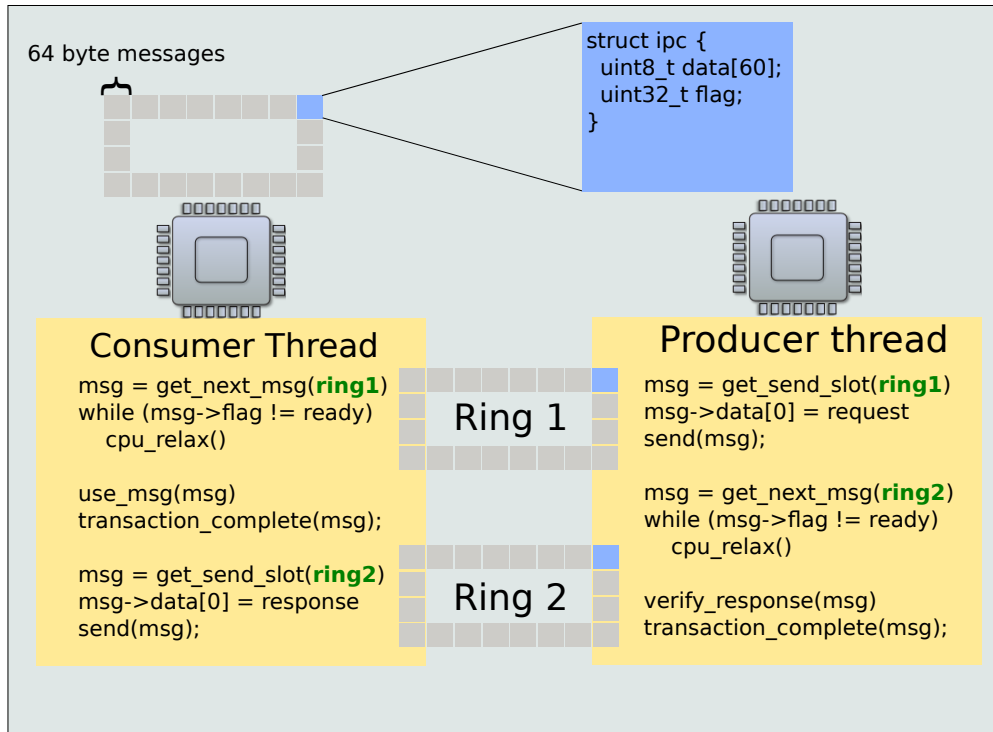 64 byte messages
struct ipc {
uint8_t data[60];
uint32_t flag;
}
Consumer Thread
msg = get_next_msg(ring1)
while (msg->flag != ready)
cpu_relax()
use_msg(msg)
transaction_complete(msg);
msg = get_send_slot(ring2)
msg->data[0] = response
send(msg);
Ring 1
Ring 2
Producer thread
msg = get_send_slot(ring1)
msg->data[0] = request
send(msg);
msg = get_next_msg(ring2)
while (msg->flag != ready)
cpu_relax()
verify_response(msg)
transaction_complete(msg);